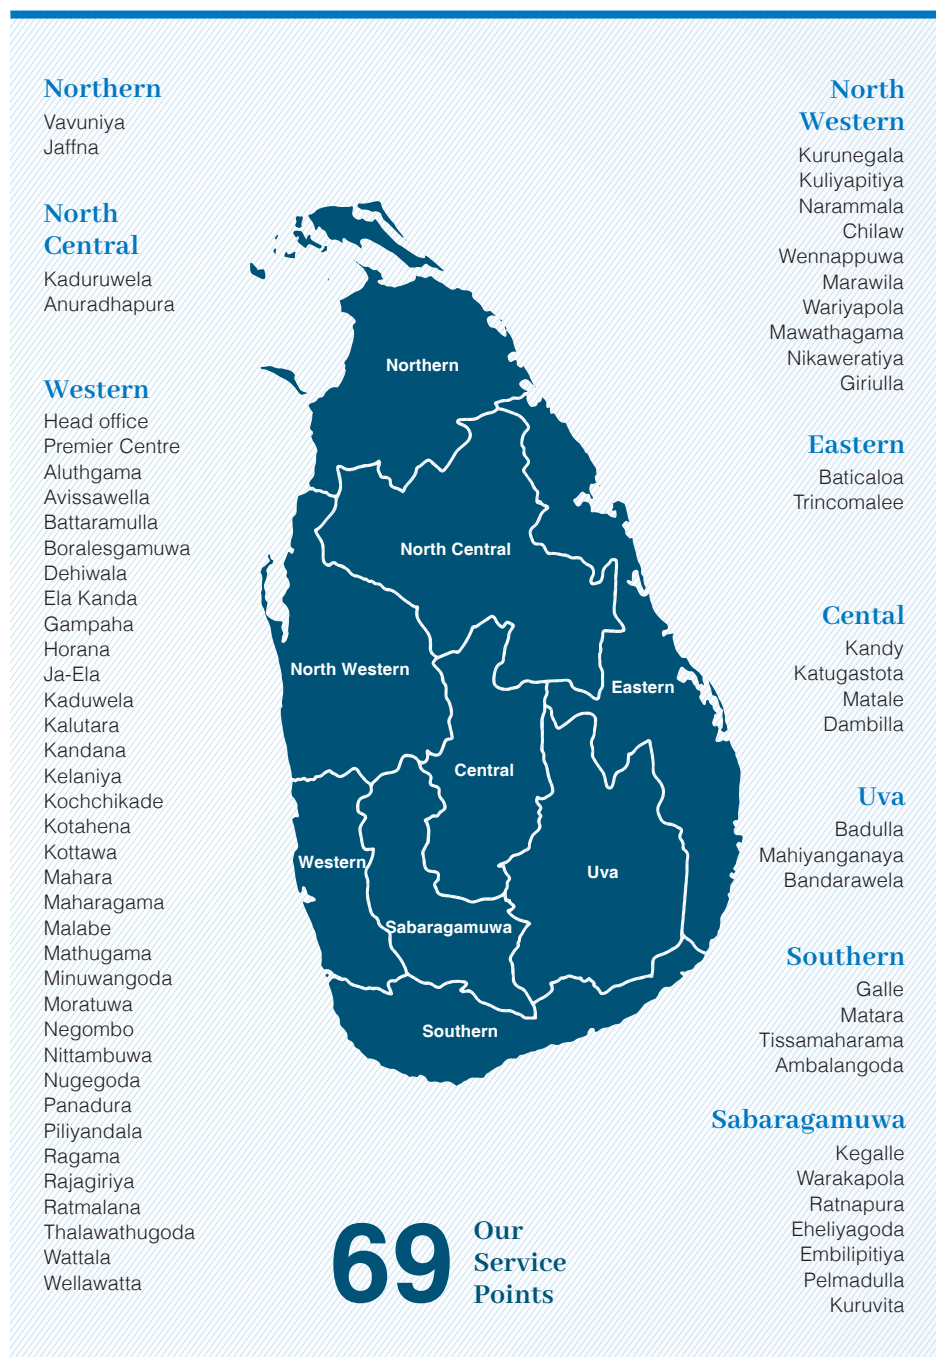 Northern
Vavuniya
Jaffna
North
Central
Kaduruwela
Anuradhapura
Western
Head office
Premier Centre
Aluthgama
Avissawella
Battaramulla
Boralesgamuwa
Dehiwala
Ela Kanda
Gampaha
Horana
Ja-Ela
Kaduwela
Kalutara
Kandana
Kelaniya
Kochchikade
Kotahena
Kottawa
Mahara
Maharagama
Malabe
Mathugama
Minuwangoda
Moratuwa
Negombo
Nittambuwa
Nugegoda
Panadura
Piliyandala
Ragama
Rajagiriya
Ratmalana
Thalawathugoda
Wattala
Wellawatta
Northern
North Central
North Western
Eastern
Central
Western
Uva
Sabaragamuwa
Southern
69
Our
Service
Points
North
Western
Kurunegala
Kuliyapitiya
Narammala
Chilaw
Wennappuwa
Marawila
Wariyapola
Mawathagama
Nikaweratiya
Giriulla
Eastern
Baticaloa
Trincomalee
Cental
Kandy
Katugastota
Matale
Dambilla
Uva
Badulla
Mahiyanganaya
Bandarawela
Southern
Galle
Matara
Tissamaharama
Ambalangoda
Sabaragamuwa
Kegalle
Warakapola
Ratnapura
Eheliyagoda
Embilipitiya
Pelmadulla
Kuruvita